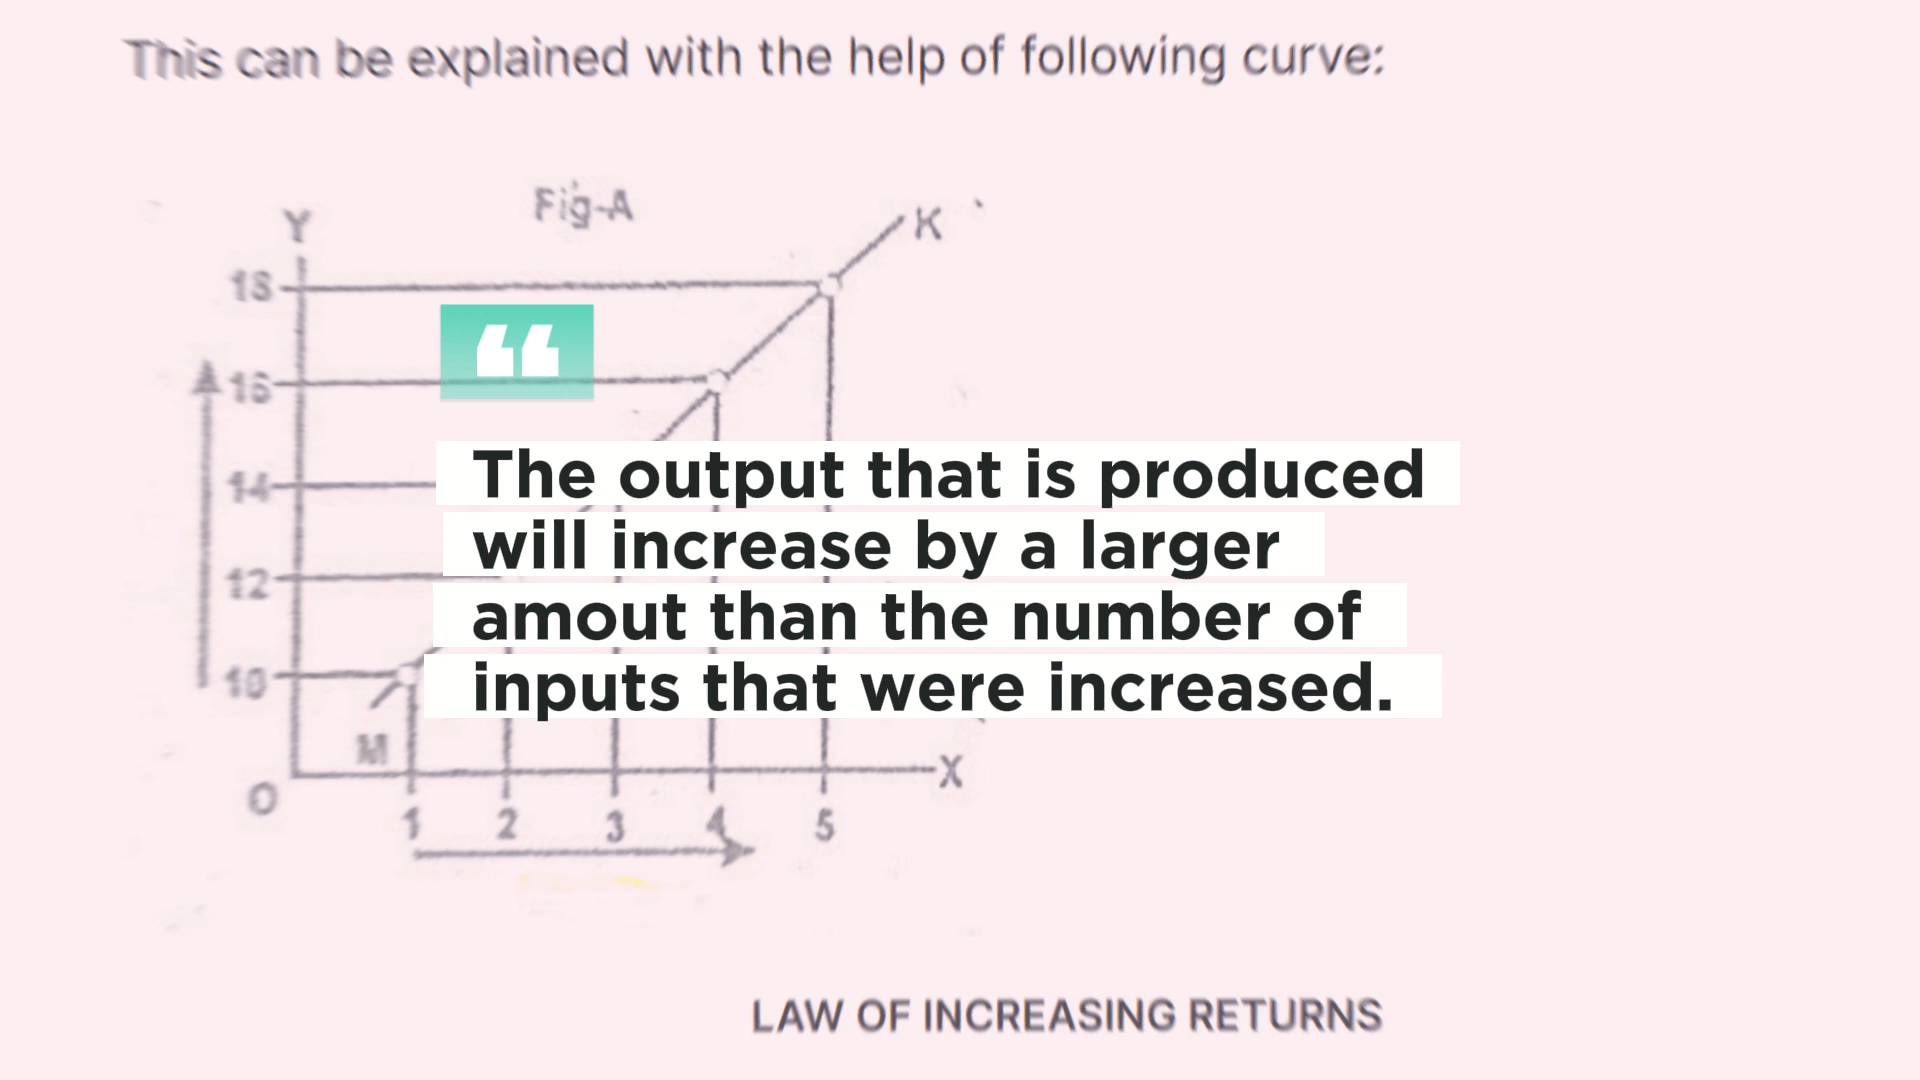 This can be explained with the help of following curve:
Fig-A
Y
K
18
16
14
12
10
“
The output that is produced
will increase by a larger
amout than the number of
inputs that were increased.
M
X
O
1 2 3 4 5
LAW OF INCREASING RETURNS